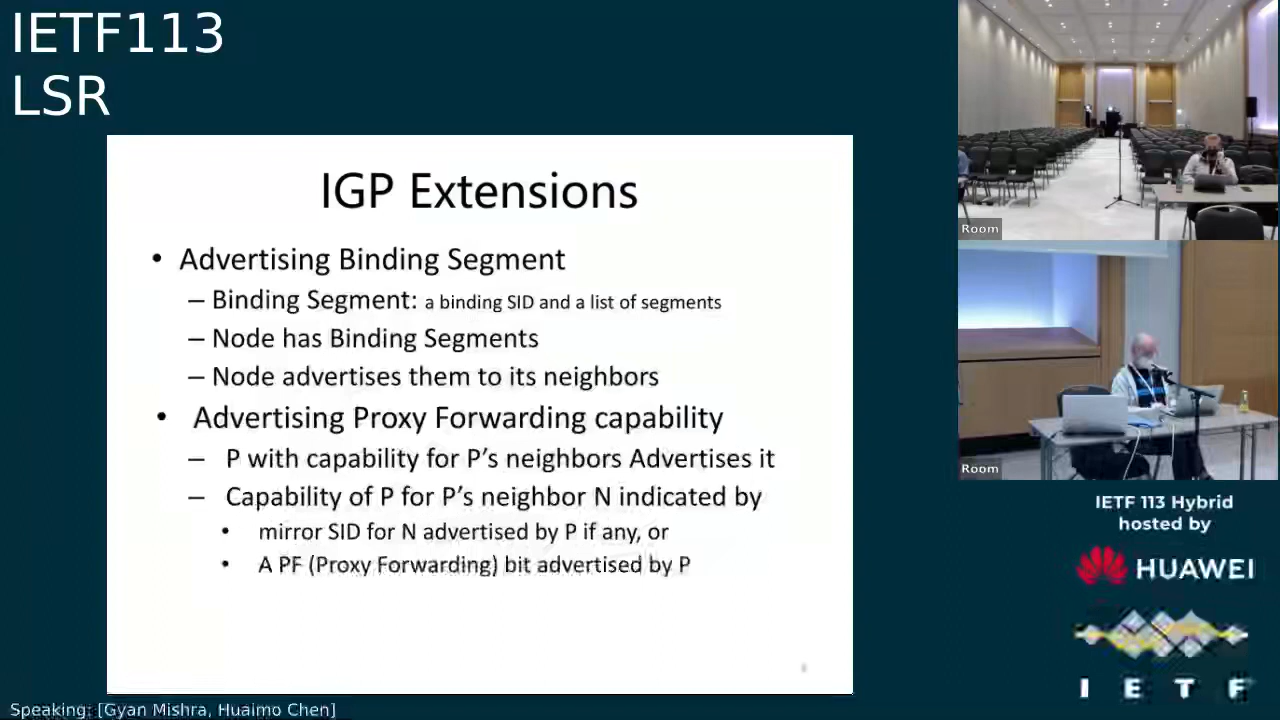 IETF113
LSR
IGP Extensions
• Advertising Binding Segment
– Binding Segment: a binding SID and a list of segments
– Node has Binding Segments
– Node advertises them to its neighbors
• Advertising Proxy Forwarding capability
– P with capability for P's neighbors Advertises it
– Capability of P for P's neighbor N indicated by
• mirror SID for N advertised by P if any, or
• A PF (Proxy Forwarding) bit advertised by P
Speaking: [Gyan Mishra, Huaimo Chen]
Room
Room
IETF 113 Hybrid
hosted by
HUAWEI
I E T F